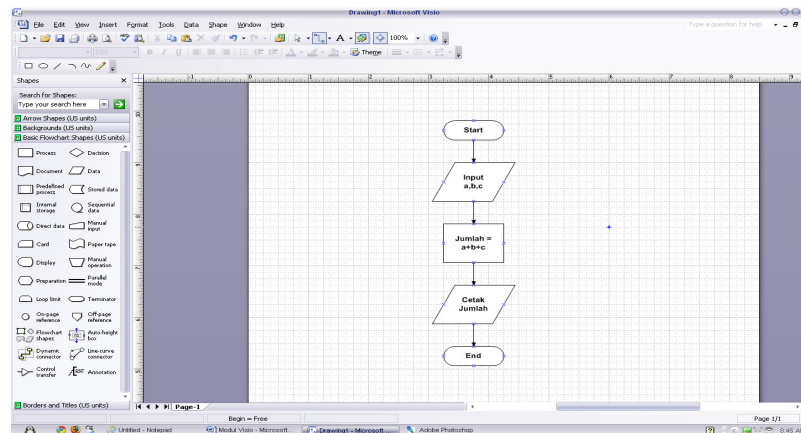 Drawing1 - Microsoft Visio
File Edit View Insert Format Tools Data Shape Window Help
Type a question for help
100%
Theme
Shapes
Search for Shapes:
Type your search here
Arrow Shapes (US units)
Backgrounds (US units)
Basic Flowchart Shapes (US units)
Process Decision
Document Data
Predefined process Stored data
Internal storage Sequential data
Direct data Manual input
Card Paper tape
Display Manual operation
Preparation Parallel mode
Loop limit Terminator
On-page reference Off-page reference
Flowchart shapes Auto-height box
Dynamic connector Line-curve connector
Control transfer Annotation
Borders and Titles (US units)
Start
Input
a,b,c
Jumlah =
a+b+c
Cetak
Jumlah
End
Page-1
Begin = Free
Page 1/1
Untitled - Notepad
Modul Visio - Microsoft...
Drawing1 - Microsoft ...
Adobe Photoshop
8:45 A